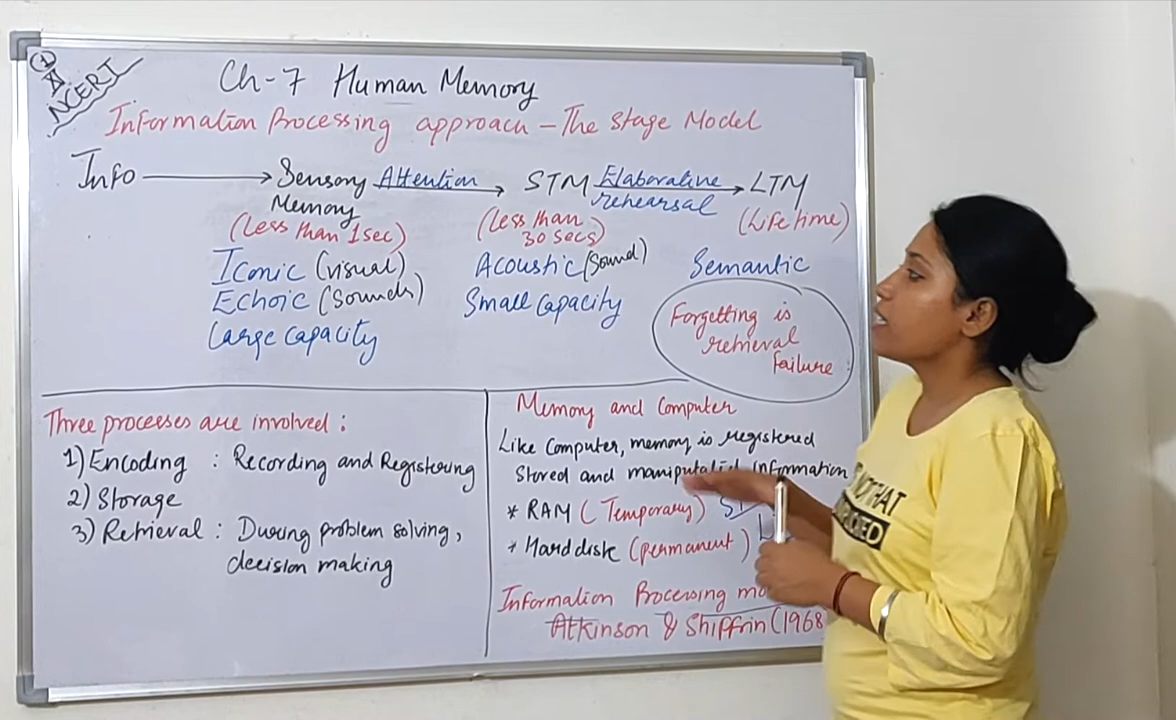 1
XI
NCERT
Ch-7 Human Memory
Information Processing approach - The Stage Model
Info → Sensory Memory Attention → STM Elaborative rehearsal → LTM
(Less than 1sec) (less than 30 secs) (Life time)
Iconic (visual) Acoustic (Sound) Semantic
Echoic (Sounds) Small Capacity
Large capacity
Forgetting is
retrieval
failure
Three processes are involved :
1) Encoding : Recording and Registering
2) Storage
3) Retrieval : During problem solving,
decision making
Memory and Computer
Like Computer, memory is registered
Stored and information
* RAM (Temporary)
* Hard disk (permanent)
Information Processing
Atkinson & Shiffrin (1968